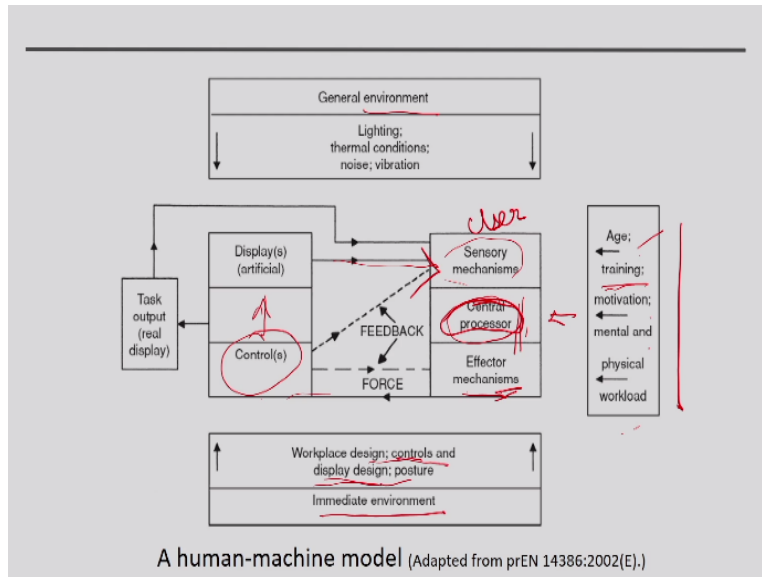 General environment
Lighting;
thermal conditions;
noise; vibration
User
Display(s)
(artificial)
Sensory
mechanisms
Age;
training;
motivation;
mental and
physical
workload
Task
output (real
display)
Central
processor
FEEDBACK
Control(s)
Effector
mechanisms
FORCE
Workplace design; controls and
display design; posture
Immediate environment
A human-machine model (Adapted from prEN 14386:2002(E).)